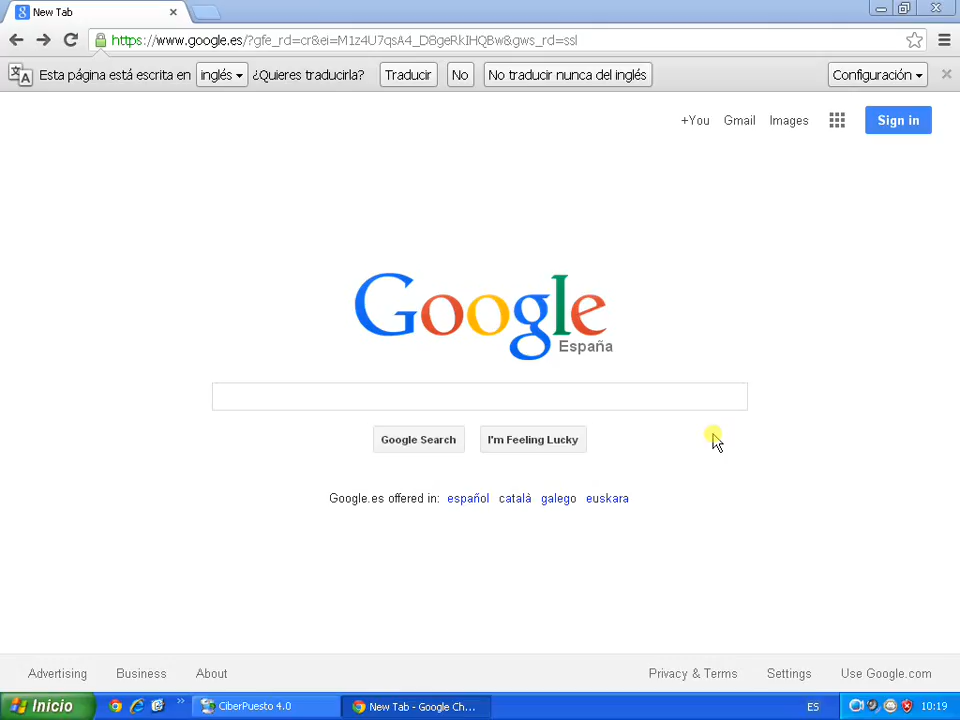 New Tab
https://www.google.es/?gfe_rd=cr&ei=M1z4U7qsA4_D8geRkIHQBw&gws_rd=ssl
Esta página está escrita en inglés ¿Quieres traducirla? Traducir No No traducir nunca del inglés Configuración
+You Gmail Images Sign in
Google
España
Google Search I'm Feeling Lucky
Google.es offered in: español català galego euskara
Advertising Business About Privacy & Terms Settings Use Google.com
Inicio CiberPuesto 4.0 New Tab - Google Ch... ES 10:19